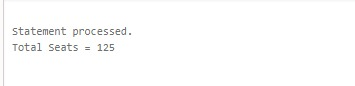 Statement processed.
Total Seats = 125